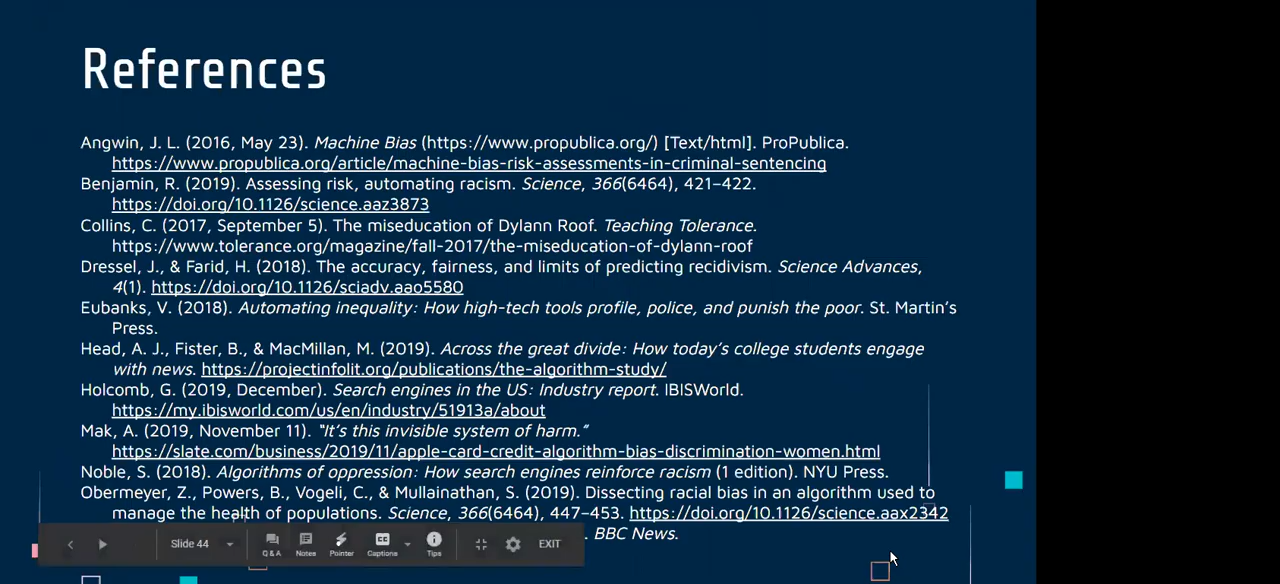 References
Angwin, J. L. (2016, May 23). Machine Bias (https://www.propublica.org/) [Text/html]. ProPublica.
https://www.propublica.org/article/machine-bias-risk-assessments-in-criminal-sentencing
Benjamin, R. (2019). Assessing risk, automating racism. Science, 366(6464), 421–422.
https://doi.org/10.1126/science.aaz3873
Collins, C. (2017, September 5). The miseducation of Dylann Roof. Teaching Tolerance.
https://www.tolerance.org/magazine/fall-2017/the-miseducation-of-dylann-roof
Dressel, J., & Farid, H. (2018). The accuracy, fairness, and limits of predicting recidivism. Science Advances,
4(1). https://doi.org/10.1126/sciadv.aao5580
Eubanks, V. (2018). Automating inequality: How high-tech tools profile, police, and punish the poor. St. Martin's
Press.
Head, A. J., Fister, B., & MacMillan, M. (2019). Across the great divide: How today's college students engage
with news. https://projectinfolit.org/publications/the-algorithm-study/
Holcomb, G. (2019, December). Search engines in the US: Industry report. IBISWorld.
https://my.ibisworld.com/us/en/industry/51913a/about
Mak, A. (2019, November 11). "It's this invisible system of harm."
https://slate.com/business/2019/11/apple-card-credit-algorithm-bias-discrimination-women.html
Noble, S. (2018). Algorithms of oppression: How search engines reinforce racism (1 edition). NYU Press.
Obermeyer, Z., Powers, B., Vogeli, C., & Mullainathan, S. (2019). Dissecting racial bias in an algorithm used to
manage the health of populations. Science, 366(6464), 447–453. https://doi.org/10.1126/science.aax2342
. BBC News.
Slide 44
Q & A
Notes
Pointer
Captions
Tips
EXIT